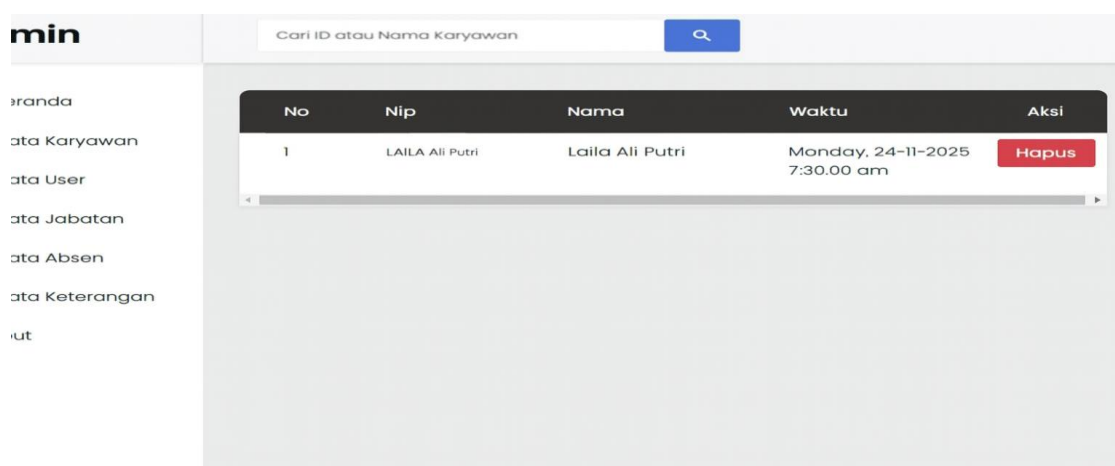 min
Cari ID atau Nama Karyawan
eranda
ata Karyawan
ata User
ata Jabatan
ata Absen
ata Keterangan
out
No Nip Nama Waktu Aksi
1 LAILA Ali Putri Laila Ali Putri Monday, 24-11-2025 Hapus
7:30.00 am